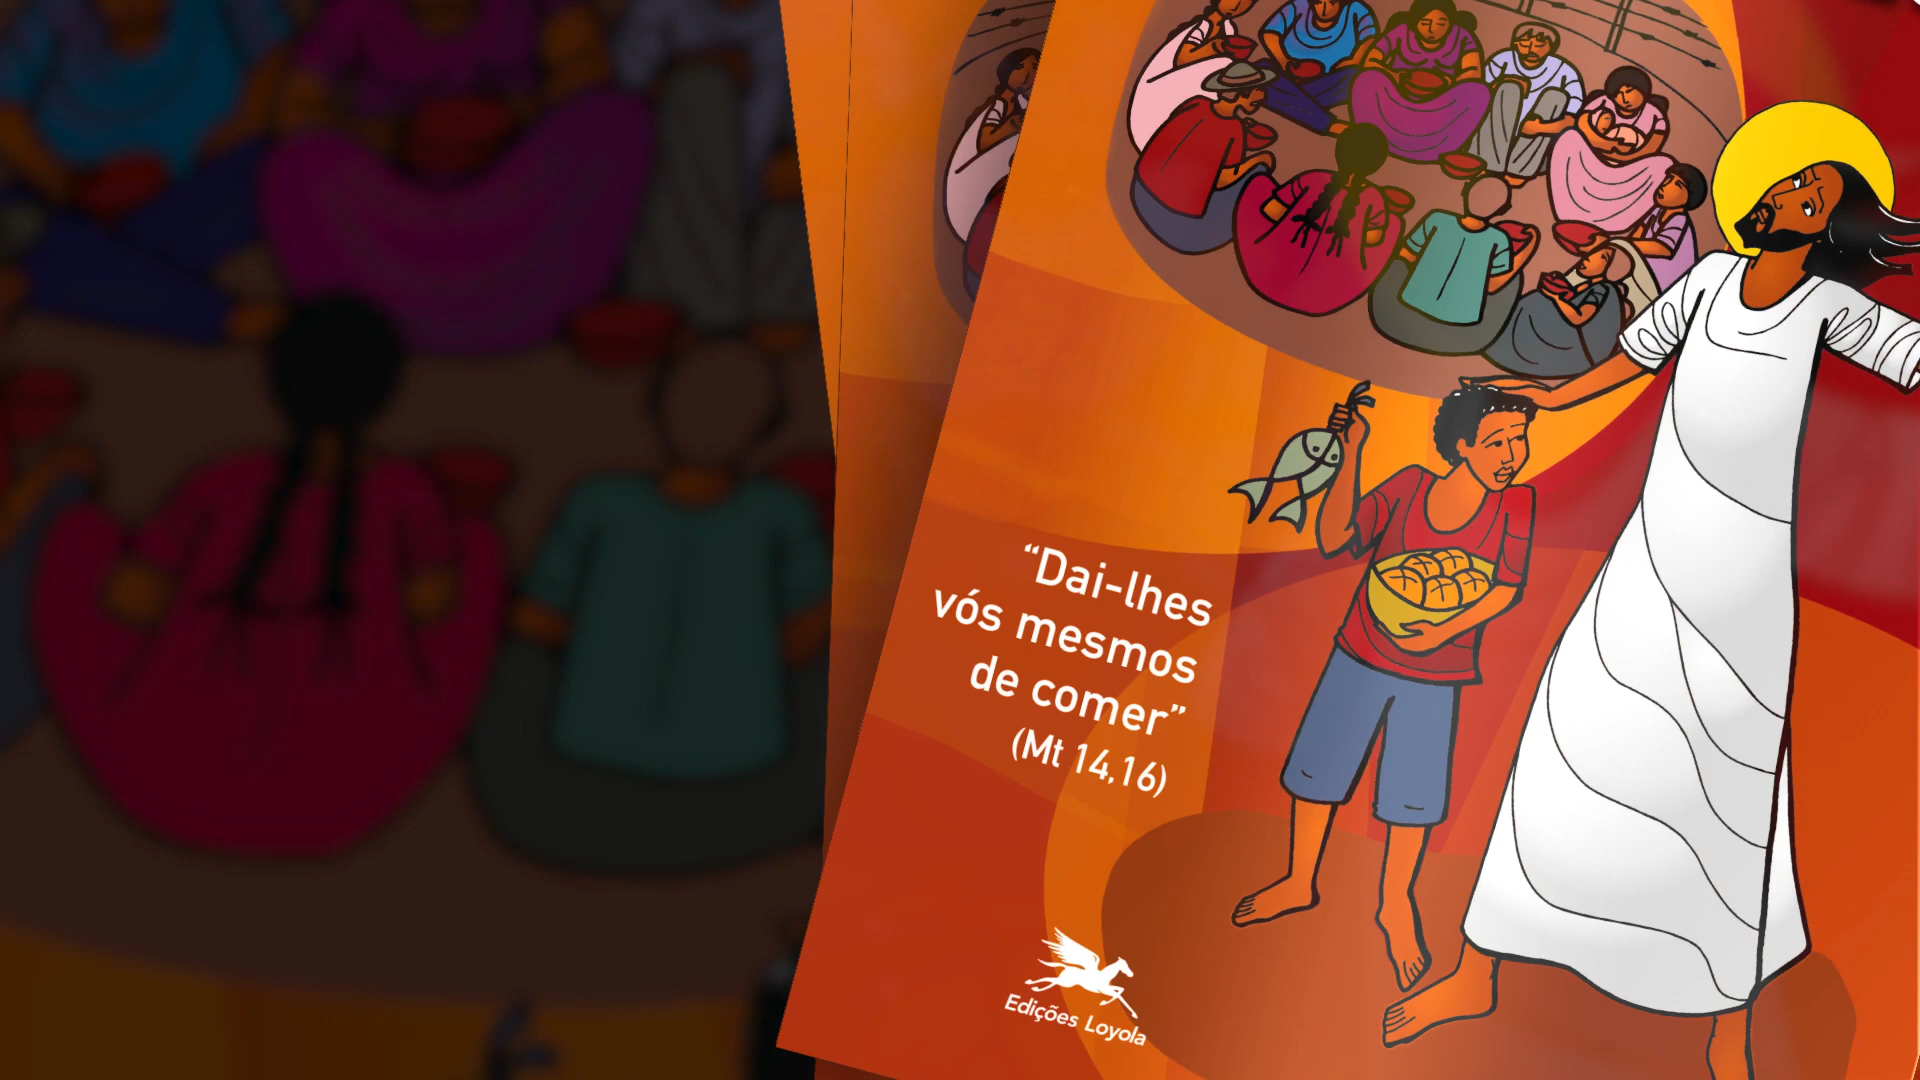 “Dai-lhes
vós mesmos
de comer”
(Mt 14,16)
Edições Loyola